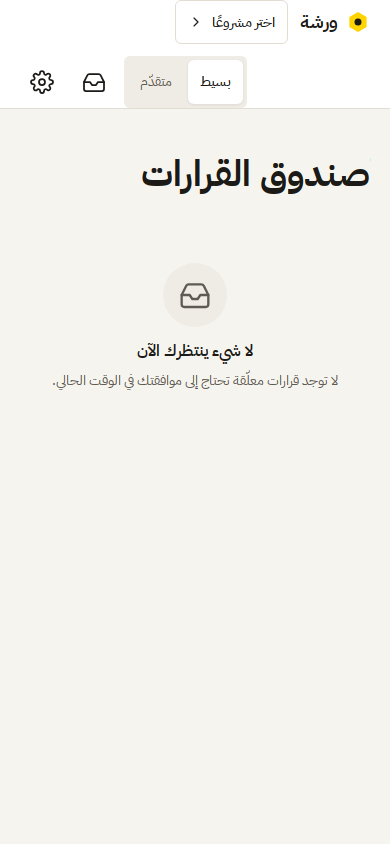 ورشة
اختر مشروعًا
بسيط
متقدّم
صندوق القرارات
لا شيء ينتظرك الآن
لا توجد قرارات معلّقة تحتاج إلى موافقتك في الوقت الحالي.